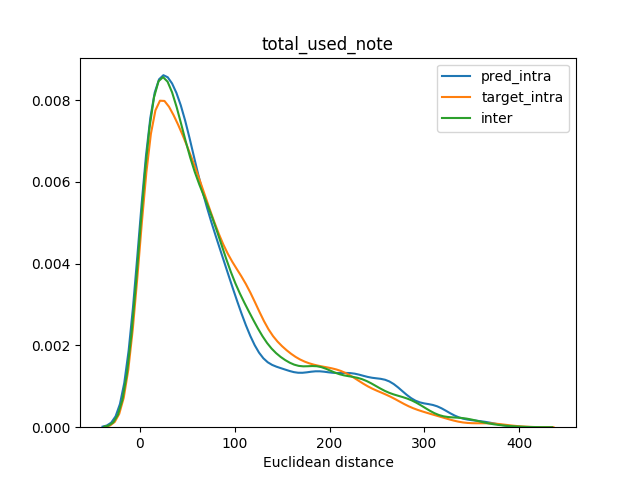 total_used_note
pred_intra
target_intra
inter
0.008
0.006
0.004
0.002
0.000
0
100
200
300
400
Euclidean distance